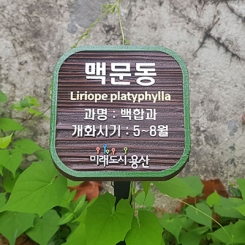 맥문동
Liriope platyphylla
과명 : 백합과
개화시기 : 5~8월
미래도시 용산